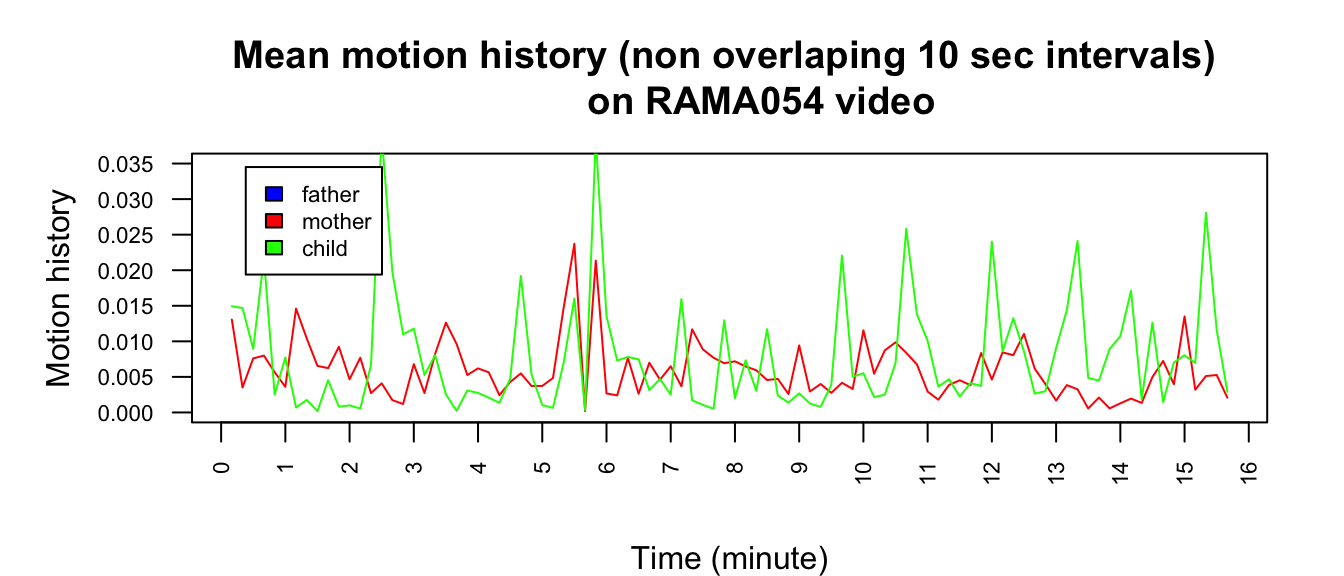 Mean motion history (non overlaping 10 sec intervals)
on RAMA054 video
Motion history
0.035
0.030
0.025
0.020
0.015
0.010
0.005
0.000
father
mother
child
0 1 2 3 4 5 6 7 8 9 10 11 12 13 14 15 16
Time (minute)